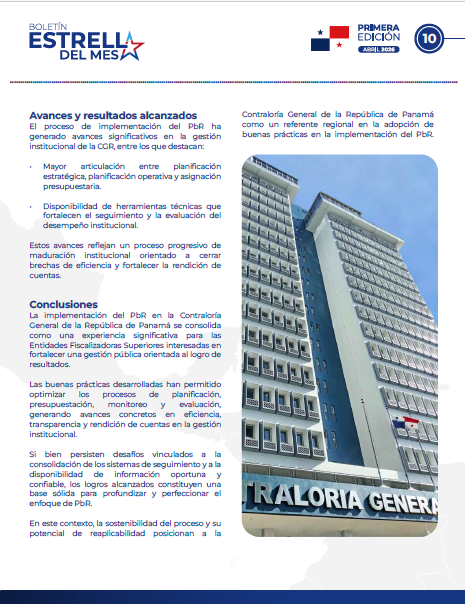 BOLETÍN
ESTRELLA
DEL MES
PRIMERA
EDICIÓN
ABRIL 2026
10
Avances y resultados alcanzados
El proceso de implementación del PbR ha
generado avances significativos en la gestión
institucional de la CGR, entre los que destacan:
• Mayor articulación entre planificación
estratégica, planificación operativa y asignación
presupuestaria.
• Disponibilidad de herramientas técnicas que
fortalecen el seguimiento y la evaluación del
desempeño institucional.
Estos avances reflejan un proceso progresivo de
maduración institucional orientado a cerrar
brechas de eficiencia y fortalecer la rendición de
cuentas.
Conclusiones
La implementación del PbR en la Contraloría
General de la República de Panamá se consolida
como una experiencia significativa para las
Entidades Fiscalizadoras Superiores interesadas en
fortalecer una gestión pública orientada al logro de
resultados.
Las buenas prácticas desarrolladas han permitido
optimizar los procesos de planificación,
presupuestación, monitoreo y evaluación,
generando avances concretos en eficiencia,
transparencia y rendición de cuentas en la gestión
institucional.
Si bien persisten desafíos vinculados a la
consolidación de los sistemas de seguimiento y a la
disponibilidad de información oportuna y
confiable, los logros alcanzados constituyen una
base sólida para profundizar y perfeccionar el
enfoque de PbR.
En este contexto, la sostenibilidad del proceso y su
potencial de reaplicabilidad posicionan a la
Contraloría General de la República de Panamá
como un referente regional en la adopción de
buenas prácticas en la implementación del PbR.
TRALORIA GENERA